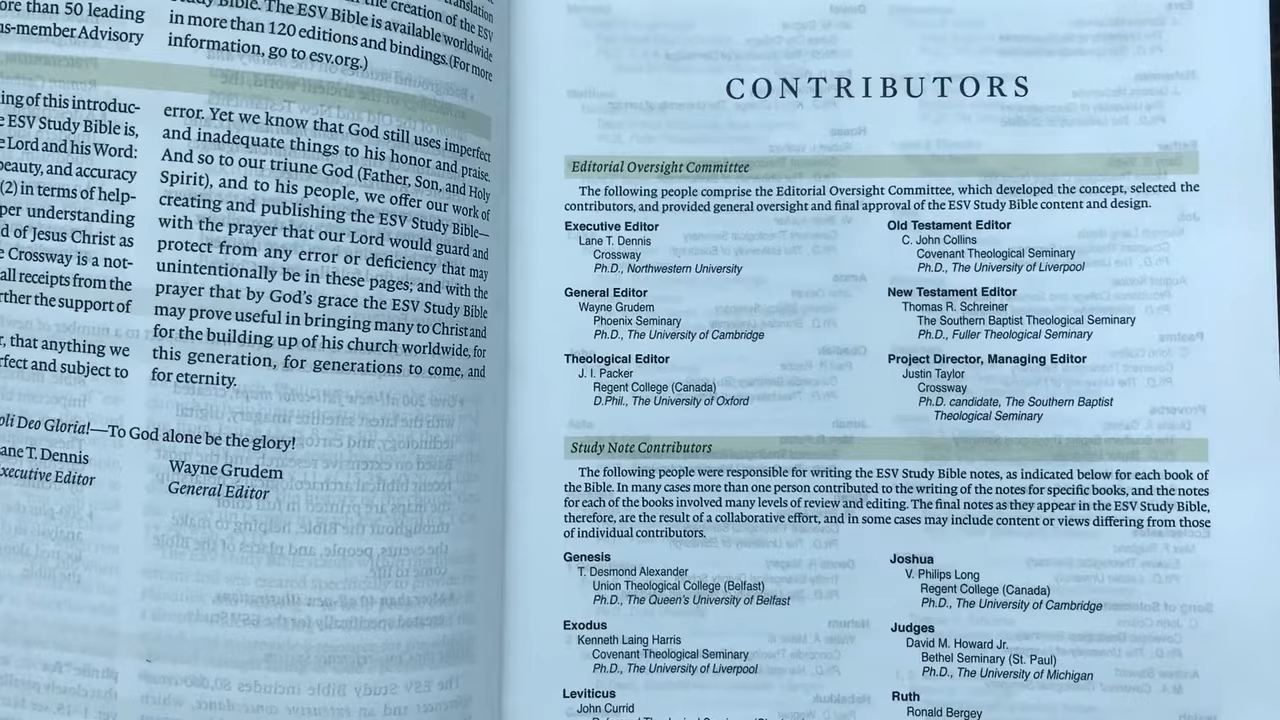 ore than 50 leading
us-member Advisory
Study Bible. The ESV Bible is available worldwide
in more than 120 editions and bindings. (For more
information, go to esv.org.)
ing of this introduc-
e ESV Study Bible is,
e Lord and his Word:
beauty, and accuracy
(2) in terms of help-
per understanding
d of Jesus Christ as
e Crossway is a not-
all receipts from the
rther the support of
r, that anything we
rfect and subject to
error. Yet we know that God still uses imperfect
and inadequate things to his honor and praise.
And so to our triune God (Father, Son, and Holy
Spirit), and to his people, we offer our work of
creating and publishing the ESV Study Bible—
with the prayer that our Lord would guard and
protect from any error or deficiency that may
unintentionally be in these pages; and with the
prayer that by God's grace the ESV Study Bible
may prove useful in bringing many to Christ and
for the building up of his church worldwide, for
this generation, for generations to come, and
for eternity.
oli Deo Gloria!—To God alone be the glory!
ane T. Dennis
xecutive Editor
Wayne Grudem
General Editor
CONTRIBUTORS
Editorial Oversight Committee
The following people comprise the Editorial Oversight Committee, which developed the concept, selected the
contributors, and provided general oversight and final approval of the ESV Study Bible content and design.
Executive Editor
Lane T. Dennis
Crossway
Ph.D., Northwestern University
General Editor
Wayne Grudem
Phoenix Seminary
Ph.D., The University of Cambridge
Theological Editor
J. I. Packer
Regent College (Canada)
D.Phil., The University of Oxford
Old Testament Editor
C. John Collins
Covenant Theological Seminary
Ph.D., The University of Liverpool
New Testament Editor
Thomas R. Schreiner
The Southern Baptist Theological Seminary
Ph.D., Fuller Theological Seminary
Project Director, Managing Editor
Justin Taylor
Crossway
Ph.D. candidate, The Southern Baptist
Theological Seminary
Study Note Contributors
The following people were responsible for writing the ESV Study Bible notes, as indicated below for each book of
the Bible. In many cases more than one person contributed to the writing of the notes for specific books, and the notes
for each of the books involved many levels of review and editing. The final notes as they appear in the ESV Study Bible,
therefore, are the result of a collaborative effort, and in some cases may include content or views differing from those
of individual contributors.
Genesis
T. Desmond Alexander
Union Theological College (Belfast)
Ph.D., The Queen's University of Belfast
Exodus
Kenneth Laing Harris
Covenant Theological Seminary
Ph.D., The University of Liverpool
Leviticus
John Currid
Joshua
V. Philips Long
Regent College (Canada)
Ph.D., The University of Cambridge
Judges
David M. Howard Jr.
Bethel Seminary (St. Paul)
Ph.D., The University of Michigan
Ruth
Ronald Bergey